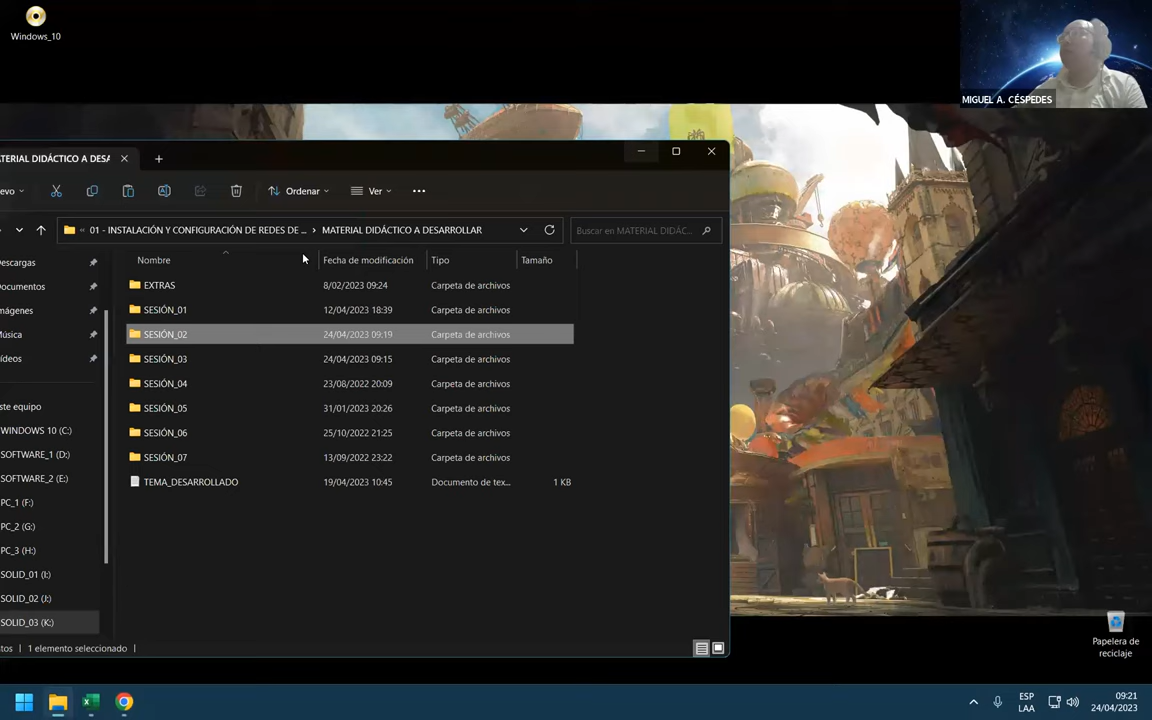 Windows_10
MIGUEL A. CÉSPEDES
ATERIAL DIDÁCTICO A DESA
evo
Ordenar
Ver
01 - INSTALACIÓN Y CONFIGURACIÓN DE REDES DE ... > MATERIAL DIDÁCTICO A DESARROLLAR
Buscar en MATERIAL DIDÁC...
Nombre Fecha de modificación Tipo Tamaño
EXTRAS 8/02/2023 09:24 Carpeta de archivos
SESIÓN_01 12/04/2023 18:39 Carpeta de archivos
SESIÓN_02 24/04/2023 09:19 Carpeta de archivos
SESIÓN_03 24/04/2023 09:15 Carpeta de archivos
SESIÓN_04 23/08/2022 20:09 Carpeta de archivos
SESIÓN_05 31/01/2023 20:26 Carpeta de archivos
SESIÓN_06 25/10/2022 21:25 Carpeta de archivos
SESIÓN_07 13/09/2022 23:22 Carpeta de archivos
TEMA_DESARROLLADO 19/04/2023 10:45 Documento de tex... 1 KB
escargas
ocumentos
mágenes
úsica
ídeos
ste equipo
WINDOWS 10 (C:)
SOFTWARE_1 (D:)
SOFTWARE_2 (E:)
PC_1 (F:)
PC_2 (G:)
PC_3 (H:)
SOLID_01 (I:)
SOLID_02 (J:)
SOLID_03 (K:)
tos
1 elemento seleccionado
Papelera de
reciclaje
ESP
LAA
09:21
24/04/2023